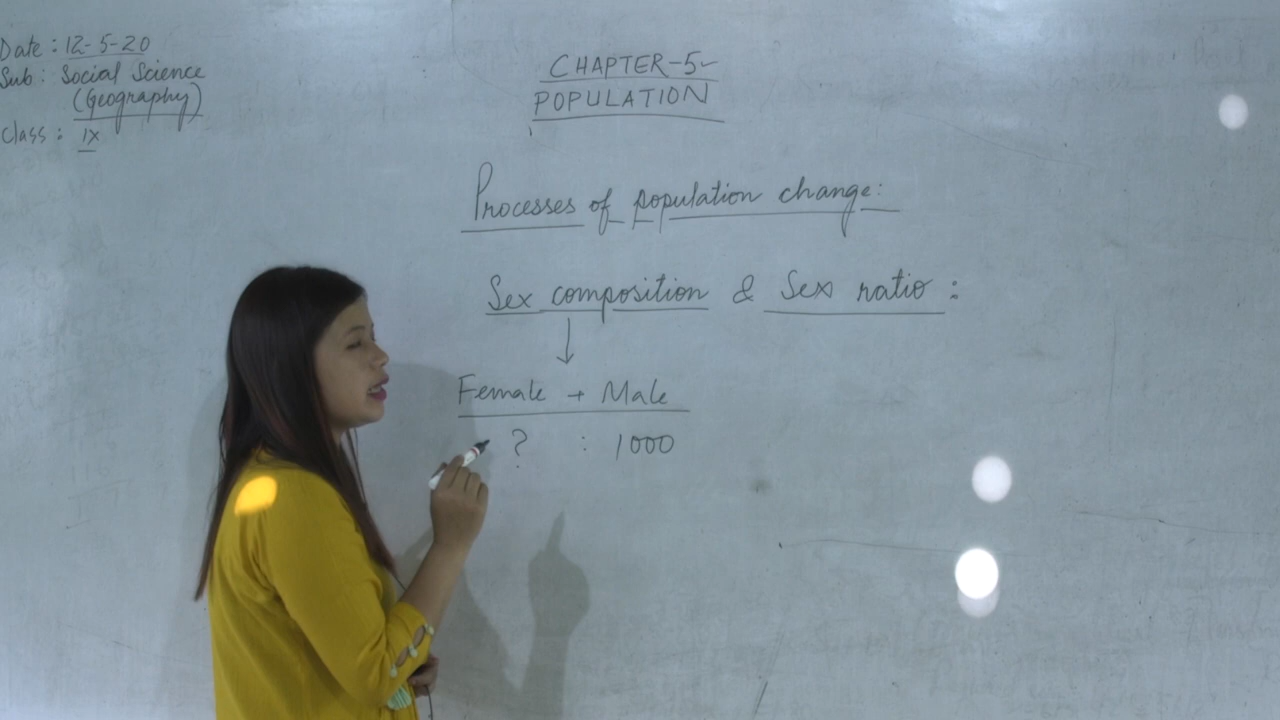 Date : 12-5-20
Sub : Social Science
(Geography)
Class : IX
CHAPTER-5
POPULATION
Processes of population change:
Sex composition & Sex ratio :
↓
Female + Male
? : 1000